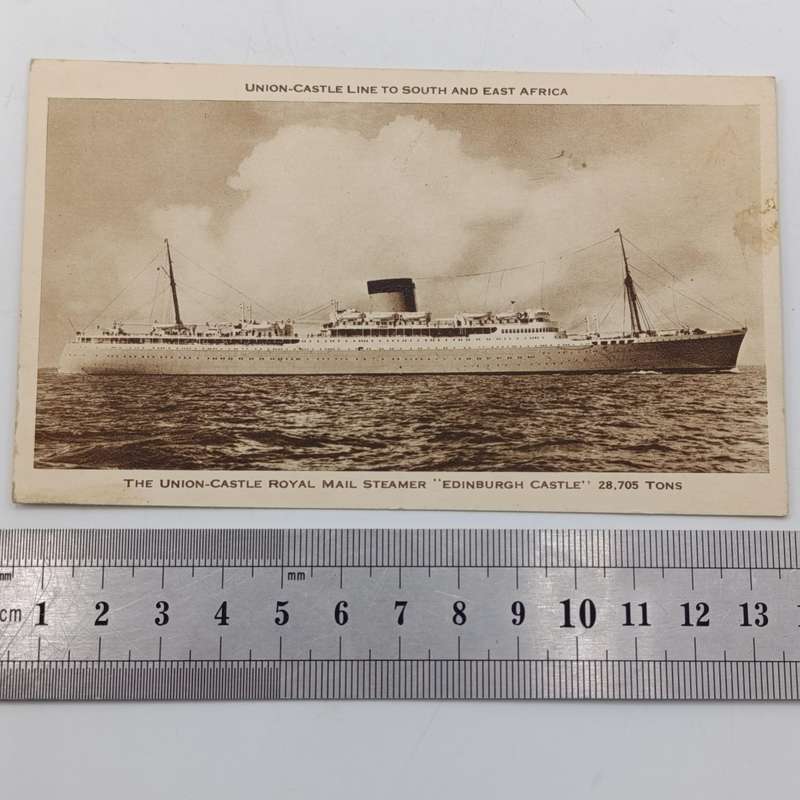 UNION-CASTLE LINE TO SOUTH AND EAST AFRICA
THE UNION-CASTLE ROYAL MAIL STEAMER "EDINBURGH CASTLE" 28,705 TONS
mm mm
cm 1 2 3 4 5 6 7 8 9 10 11 12 13